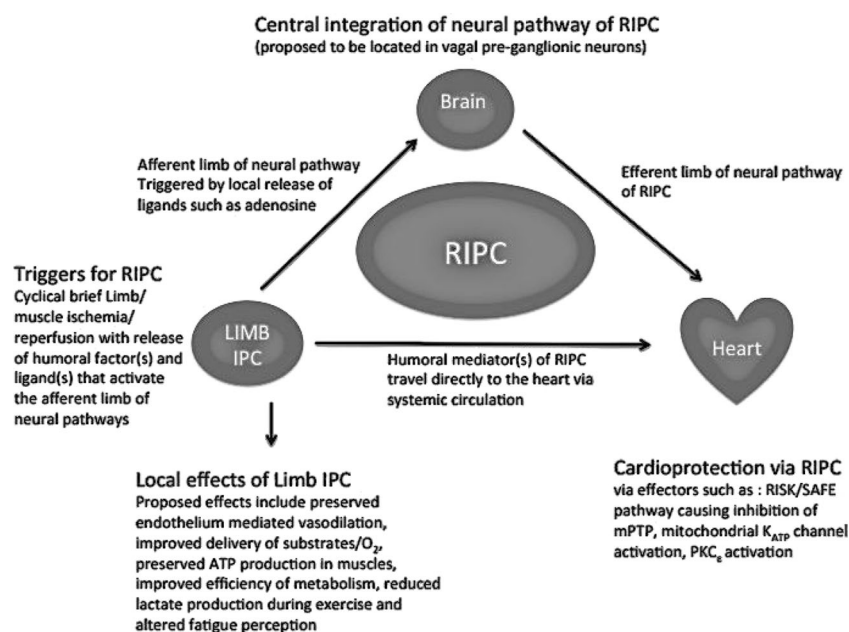 Central integration of neural pathway of RIPC
(proposed to be located in vagal pre-ganglionic neurons)
Brain
Afferent limb of neural pathway
Triggered by local release of
ligands such as adenosine
Efferent limb of neural pathway
of RIPC
RIPC
Triggers for RIPC
Cyclical brief Limb/
muscle ischemia/
reperfusion with release
of humoral factor(s) and
ligand(s) that activate
the afferent limb of
neural pathways
LIMB
IPC
Humoral mediator(s) of RIPC
travel directly to the heart via
systemic circulation
Heart
Local effects of Limb IPC
Proposed effects include preserved
endothelium mediated vasodilation,
improved delivery of substrates/O₂,
preserved ATP production in muscles,
improved efficiency of metabolism, reduced
lactate production during exercise and
altered fatigue perception
Cardioprotection via RIPC
via effectors such as : RISK/SAFE
pathway causing inhibition of
mPTP, mitochondrial K_ATP channel
activation, PKCε activation